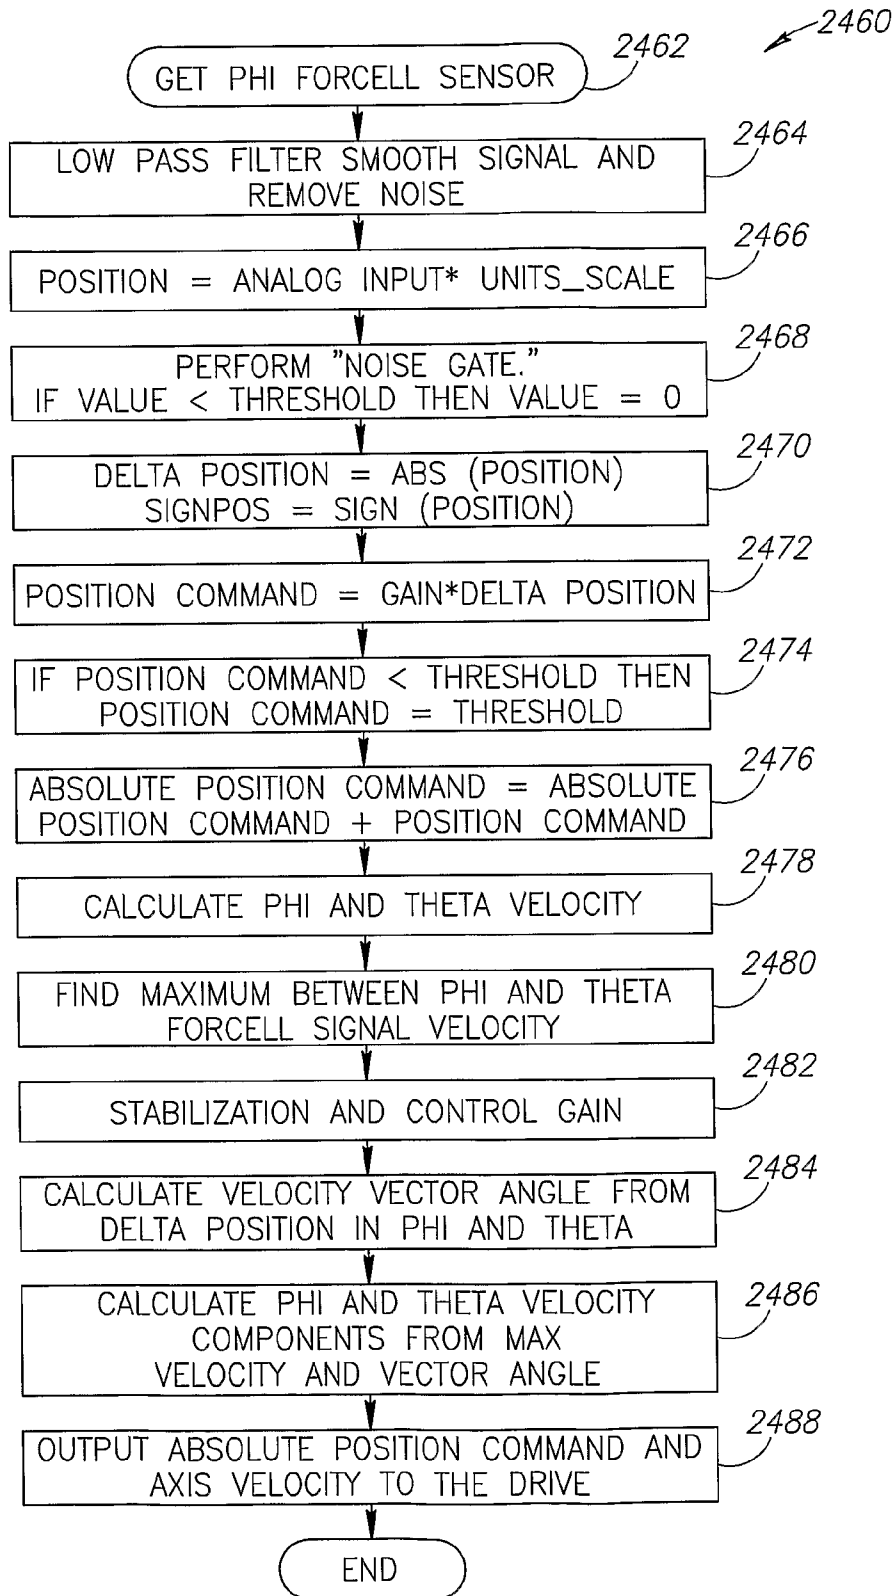 2460
GET PHI FORCELL SENSOR
2462
LOW PASS FILTER SMOOTH SIGNAL AND
REMOVE NOISE
2464
POSITION = ANALOG INPUT* UNITS_SCALE
2466
PERFORM "NOISE GATE."
IF VALUE < THRESHOLD THEN VALUE = 0
2468
DELTA POSITION = ABS (POSITION)
SIGNPOS = SIGN (POSITION)
2470
POSITION COMMAND = GAIN*DELTA POSITION
2472
IF POSITION COMMAND < THRESHOLD THEN
POSITION COMMAND = THRESHOLD
2474
ABSOLUTE POSITION COMMAND = ABSOLUTE
POSITION COMMAND + POSITION COMMAND
2476
CALCULATE PHI AND THETA VELOCITY
2478
FIND MAXIMUM BETWEEN PHI AND THETA
FORCELL SIGNAL VELOCITY
2480
STABILIZATION AND CONTROL GAIN
2482
CALCULATE VELOCITY VECTOR ANGLE FROM
DELTA POSITION IN PHI AND THETA
2484
CALCULATE PHI AND THETA VELOCITY
COMPONENTS FROM MAX
VELOCITY AND VECTOR ANGLE
2486
OUTPUT ABSOLUTE POSITION COMMAND AND
AXIS VELOCITY TO THE DRIVE
2488
END